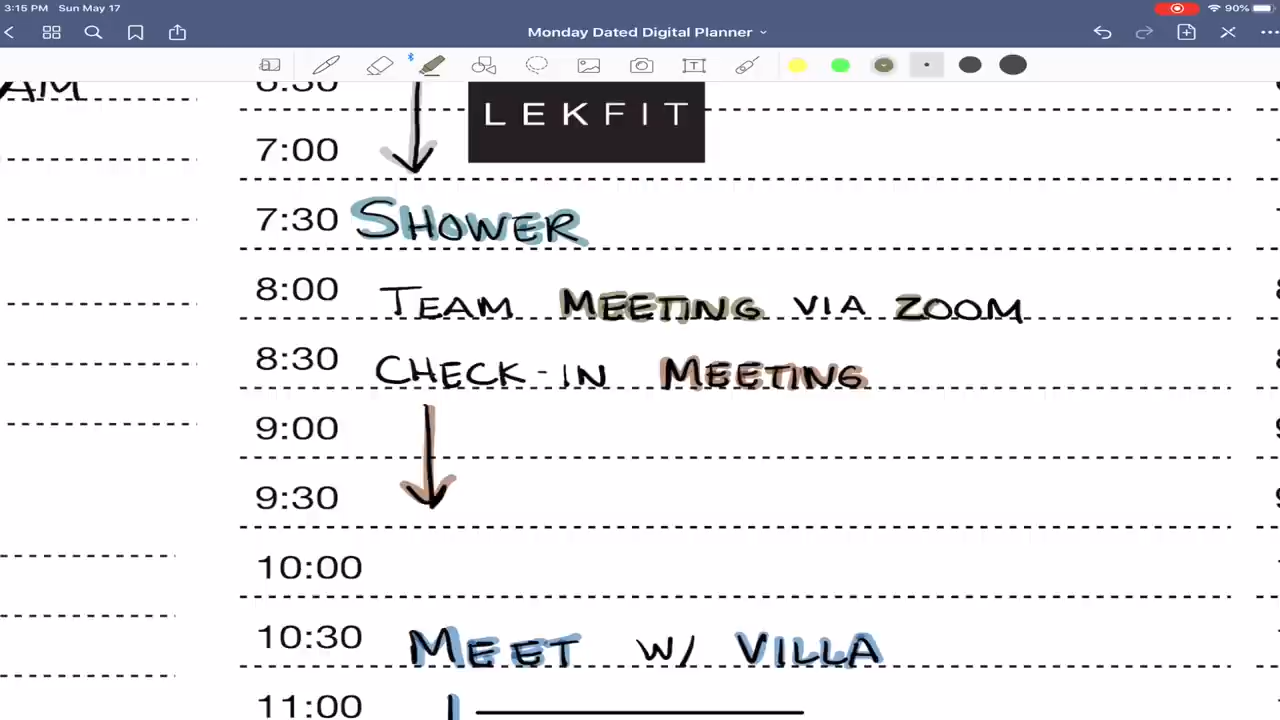 3:15 PM Sun May 17
90%
Monday Dated Digital Planner
AM
6:30
LEKFIT
7:00
7:30 SHOWER
8:00 TEAM MEETING VIA ZOOM
8:30 CHECK-IN MEETING
9:00
9:30
10:00
10:30 MEET W/ VILLA
11:00